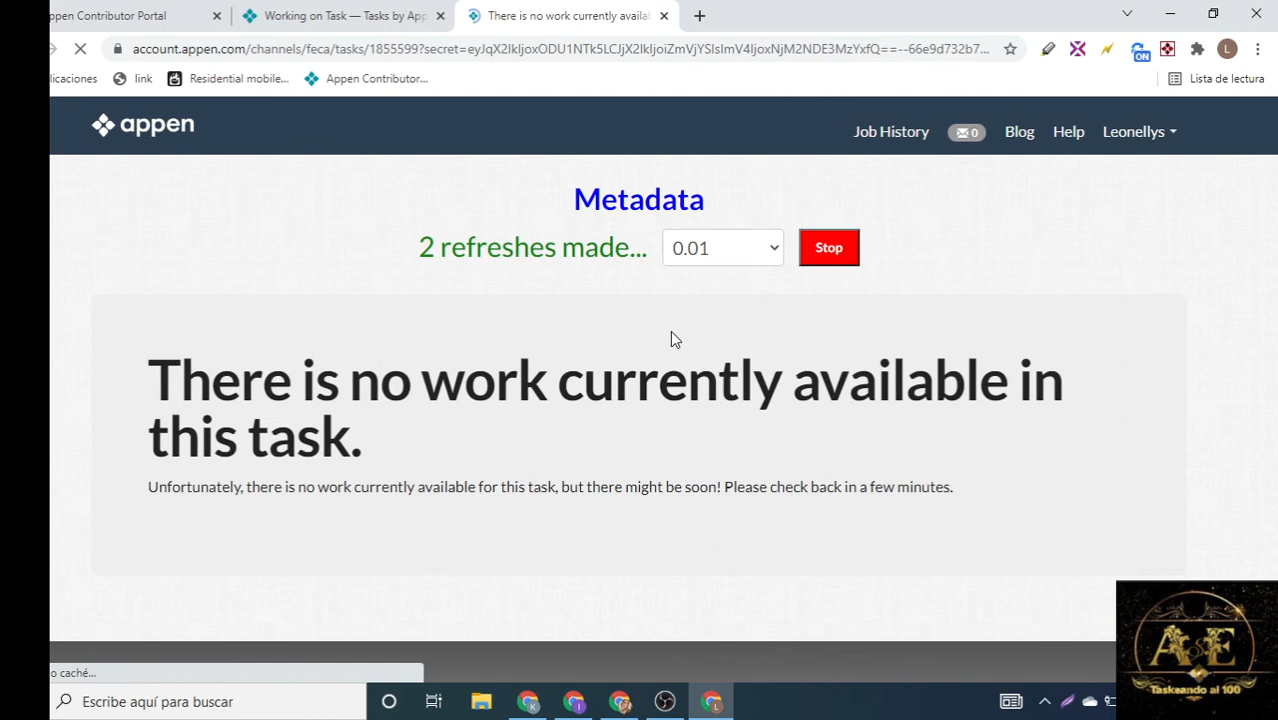 ppen Contributor Portal
Working on Task — Tasks by App
There is no work currently availa
account.appen.com/channels/feca/tasks/1855599?secret=eyJqX2lkIjoxODU1NTk5LCJjX2lkIjoiZmVjYSIsImV4IjoxNjM2NDE3MzYxfQ==--66e9d732b7...
ON
L
licaciones
link
Residential mobile...
Appen Contributor...
Lista de lectura
appen
Job History
0
Blog
Help
Leonellys
Metadata
2 refreshes made...
0.01
Stop
There is no work currently available in
this task.
Unfortunately, there is no work currently available for this task, but there might be soon! Please check back in a few minutes.
o caché...
Escribe aquí para buscar
K
I
L
A&E
Taskeando al 100